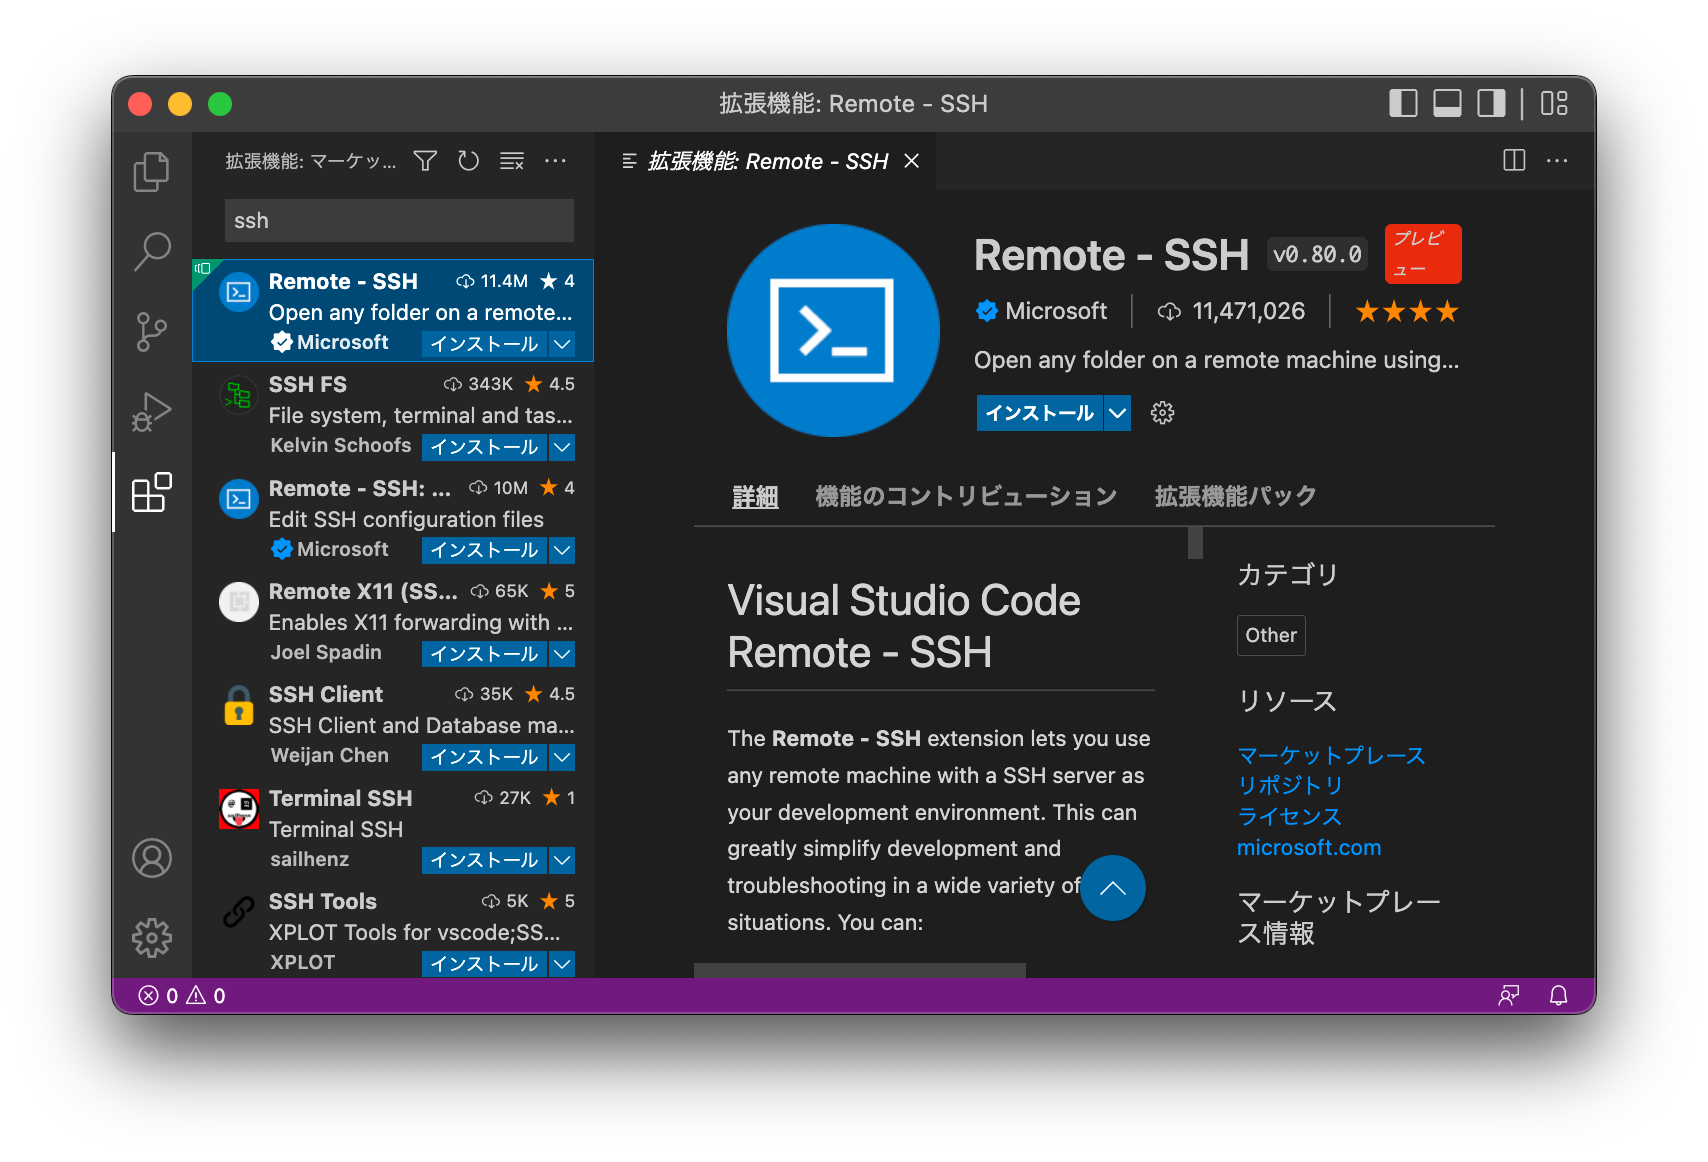 拡張機能: Remote - SSH
拡張機能: マーケッ...
ssh
Remote - SSH 11.4M ★ 4
Open any folder on a remote...
Microsoft インストール
SSH FS 343K ★ 4.5
File system, terminal and tas...
Kelvin Schoofs インストール
Remote - SSH: ... 10M ★ 4
Edit SSH configuration files
Microsoft インストール
Remote X11 (SS... 65K ★ 5
Enables X11 forwarding with ...
Joel Spadin インストール
SSH Client 35K ★ 4.5
SSH Client and Database ma...
Weijan Chen インストール
Terminal SSH 27K ★ 1
Terminal SSH
sailhenz インストール
SSH Tools 5K ★ 5
XPLOT Tools for vscode;SS...
XPLOT インストール
拡張機能: Remote - SSH
Remote - SSH v0.80.0
プレビ
ュー
Microsoft 11,471,026 ★★★★
Open any folder on a remote machine using...
インストール
詳細 機能のコントリビューション 拡張機能パック
Visual Studio Code
Remote - SSH
The Remote - SSH extension lets you use
any remote machine with a SSH server as
your development environment. This can
greatly simplify development and
troubleshooting in a wide variety of
situations. You can:
カテゴリ
Other
リソース
マーケットプレース
リポジトリ
ライセンス
microsoft.com
マーケットプレー
ス情報
0 0